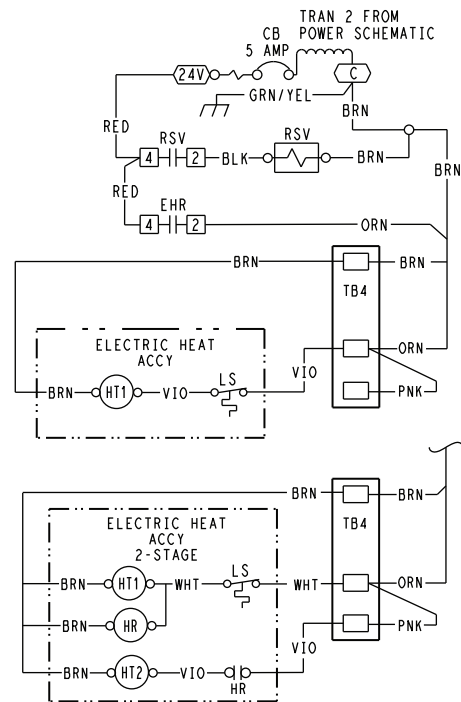 TRAN 2 FROM
POWER SCHEMATIC
CB
5 AMP
24V
C
GRN/YEL
BRN
RED
RSV
RSV
4
2
BLK
BRN
BRN
RED
EHR
4
2
ORN
BRN
BRN
TB4
ELECTRIC HEAT
ACCY
ORN
VIO
LS
BRN
HT1
VIO
PNK
BRN
BRN
ELECTRIC HEAT
ACCY
2-STAGE
TB4
LS
BRN
HT1
WHT
WHT
ORN
BRN
HR
PNK
VIO
BRN
HT2
VIO
HR